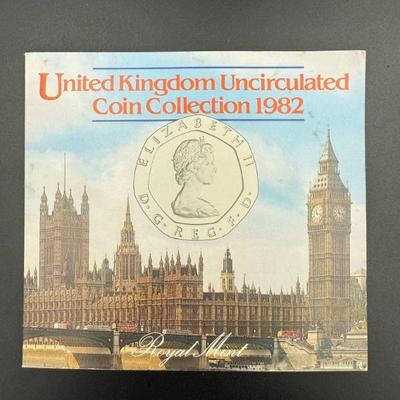 United Kingdom Uncirculated
Coin Collection 1982
ELIZABETH II
D·G·REG·F·D·
Royal Mint